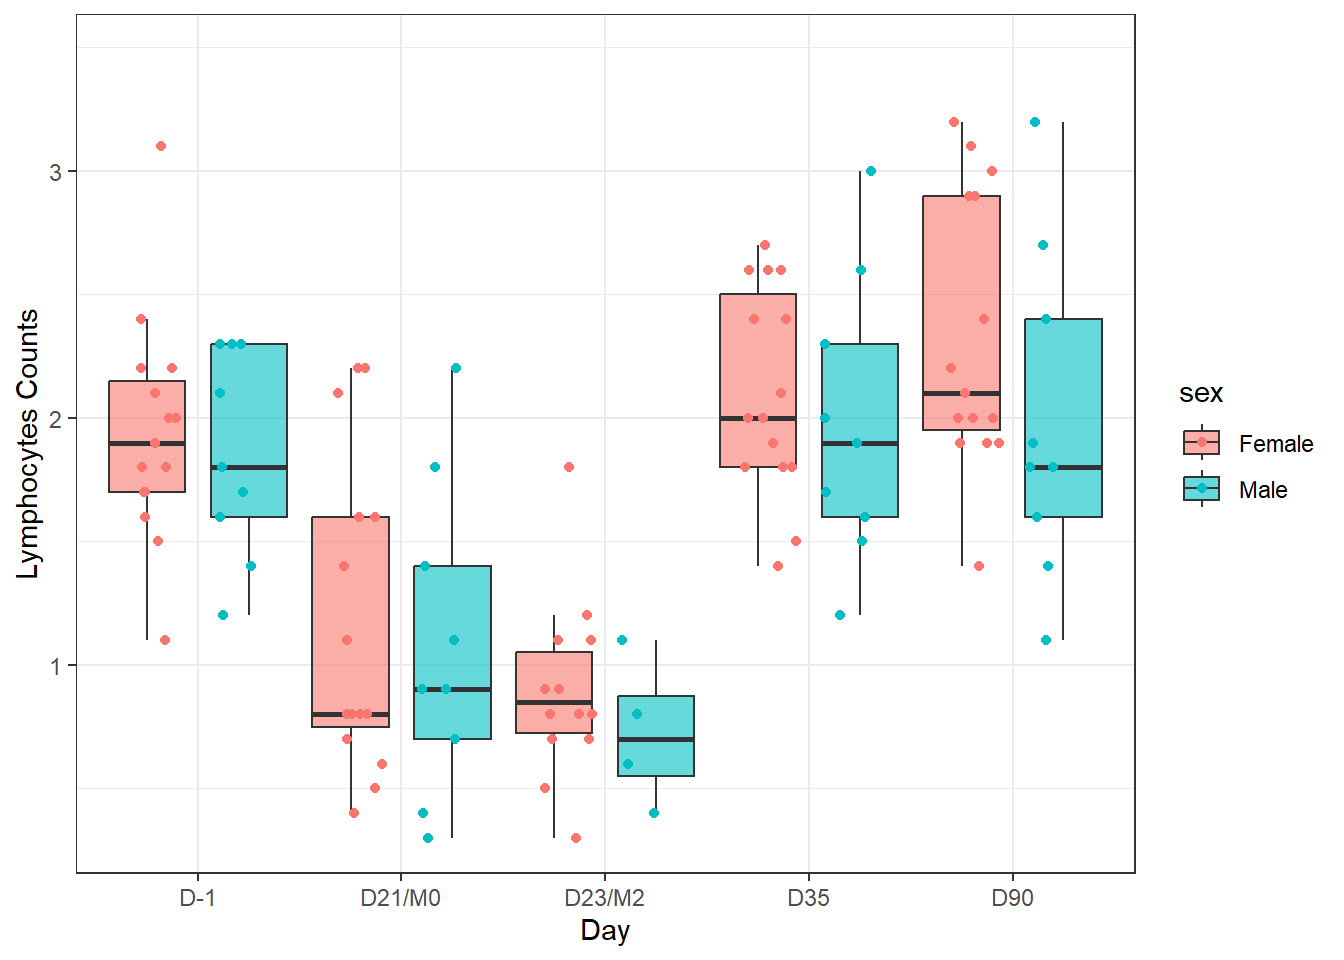 Lymphocytes Counts
3
2
1
D-1
D21/M0
D23/M2
D35
D90
Day
sex
Female
Male